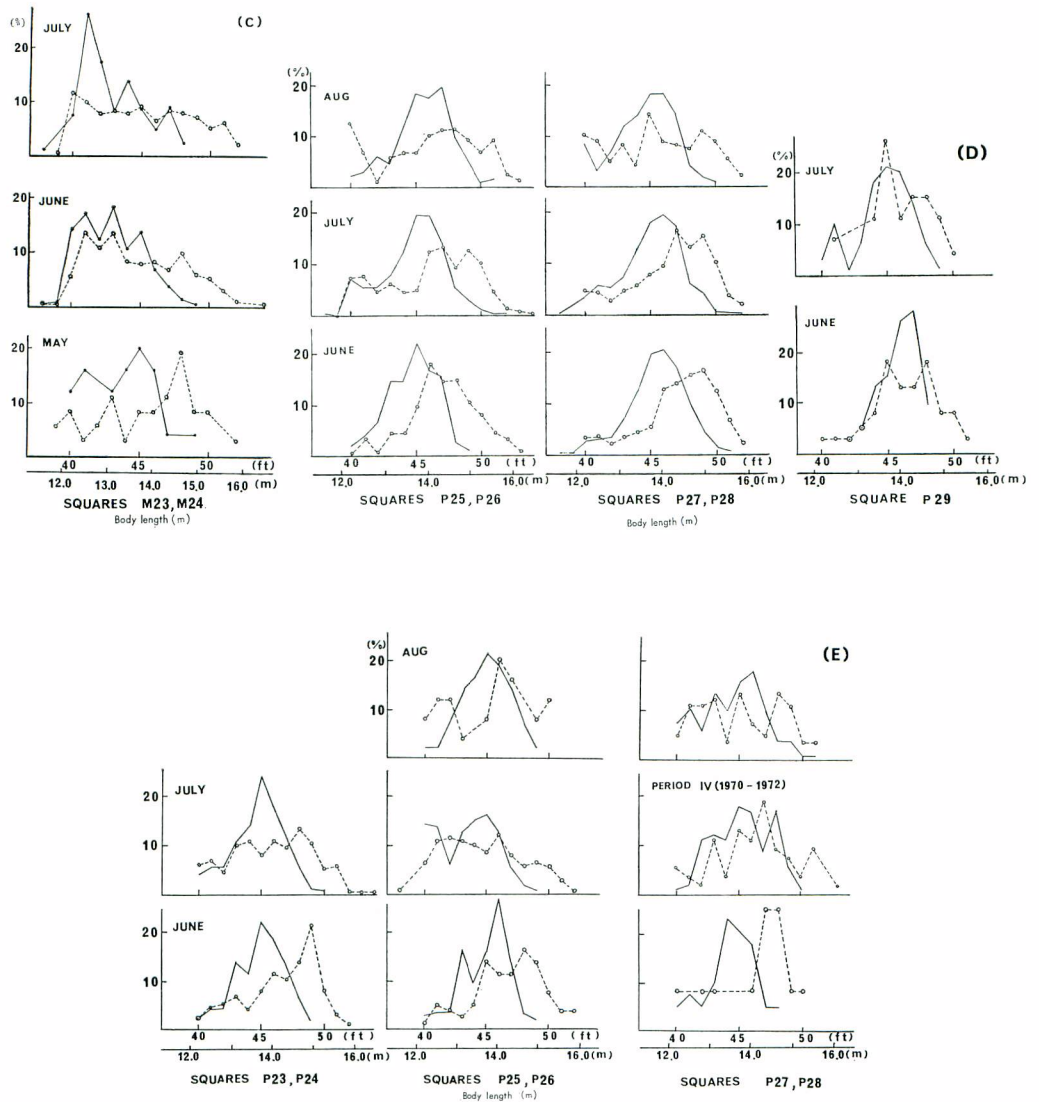 (%)
JULY
(C)
20
10
JUNE
20
10
MAY
20
10
40 45 50 (ft)
12.0 13.0 14.0 15.0 16.0 (m)
SQUARES M23, M24
Body length (m)
(%)
AUG
20
10
JULY
20
10
JUNE
20
10
40 45 50 (ft)
12.0 14.0 16.0 (m)
SQUARES P25, P26
40 45 50 (ft)
12.0 14.0 16.0 (m)
SQUARES P27, P28
Body length (m)
(D)
(%)
JULY
20
10
JUNE
20
10
40 45 50 (ft)
12.0 14.0 16.0 (m)
SQUARE P29
(E)
(%)
AUG
20
10
JULY
20
10
PERIOD IV (1970 - 1972)
JUNE
20
10
40 45 50 (ft)
12.0 14.0 16.0 (m)
SQUARES P23, P24
40 45 50 (ft)
12.0 14.0 16.0 (m)
SQUARES P25, P26
Body length (m)
40 45 50 (ft)
12.0 14.0 16.0 (m)
SQUARES P27, P28